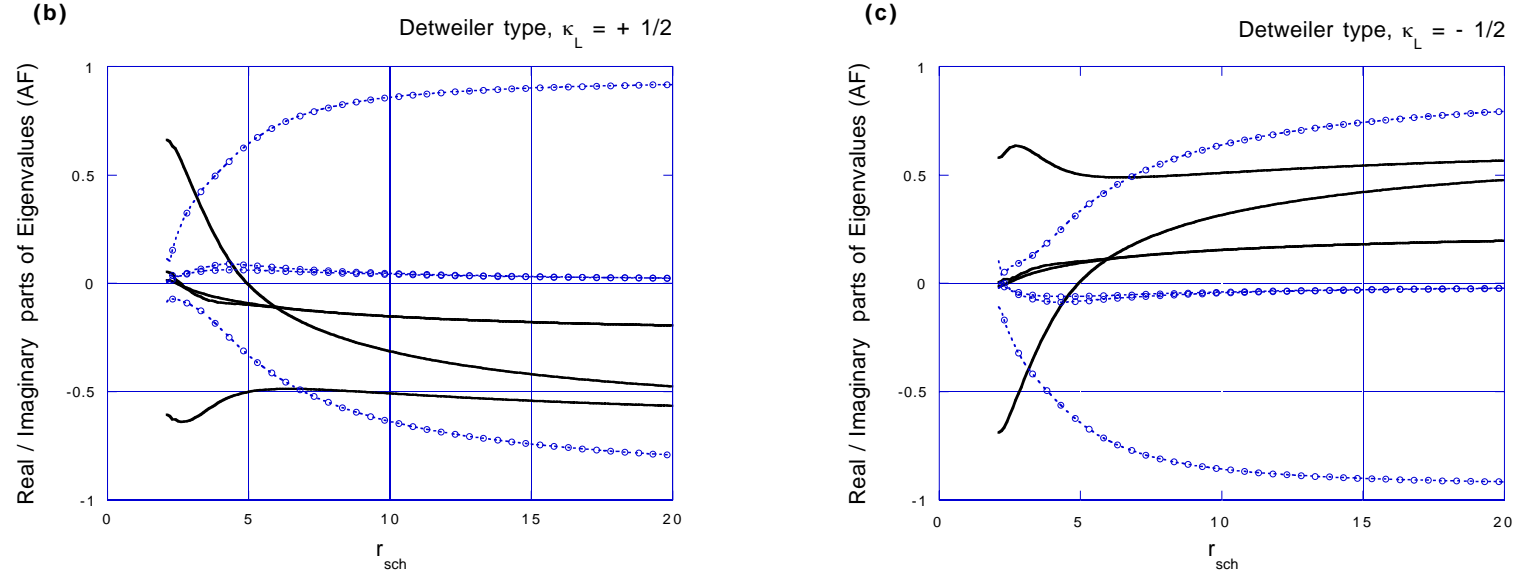 (b)
Detweiler type, κL = + 1/2
Real / Imaginary parts of Eigenvalues (AF)
1
0.5
0
-0.5
-1
0 5 10 15 20
rsch
(c)
Detweiler type, κL = - 1/2
Real / Imaginary parts of Eigenvalues (AF)
1
0.5
0
-0.5
-1
0 5 10 15 20
rsch